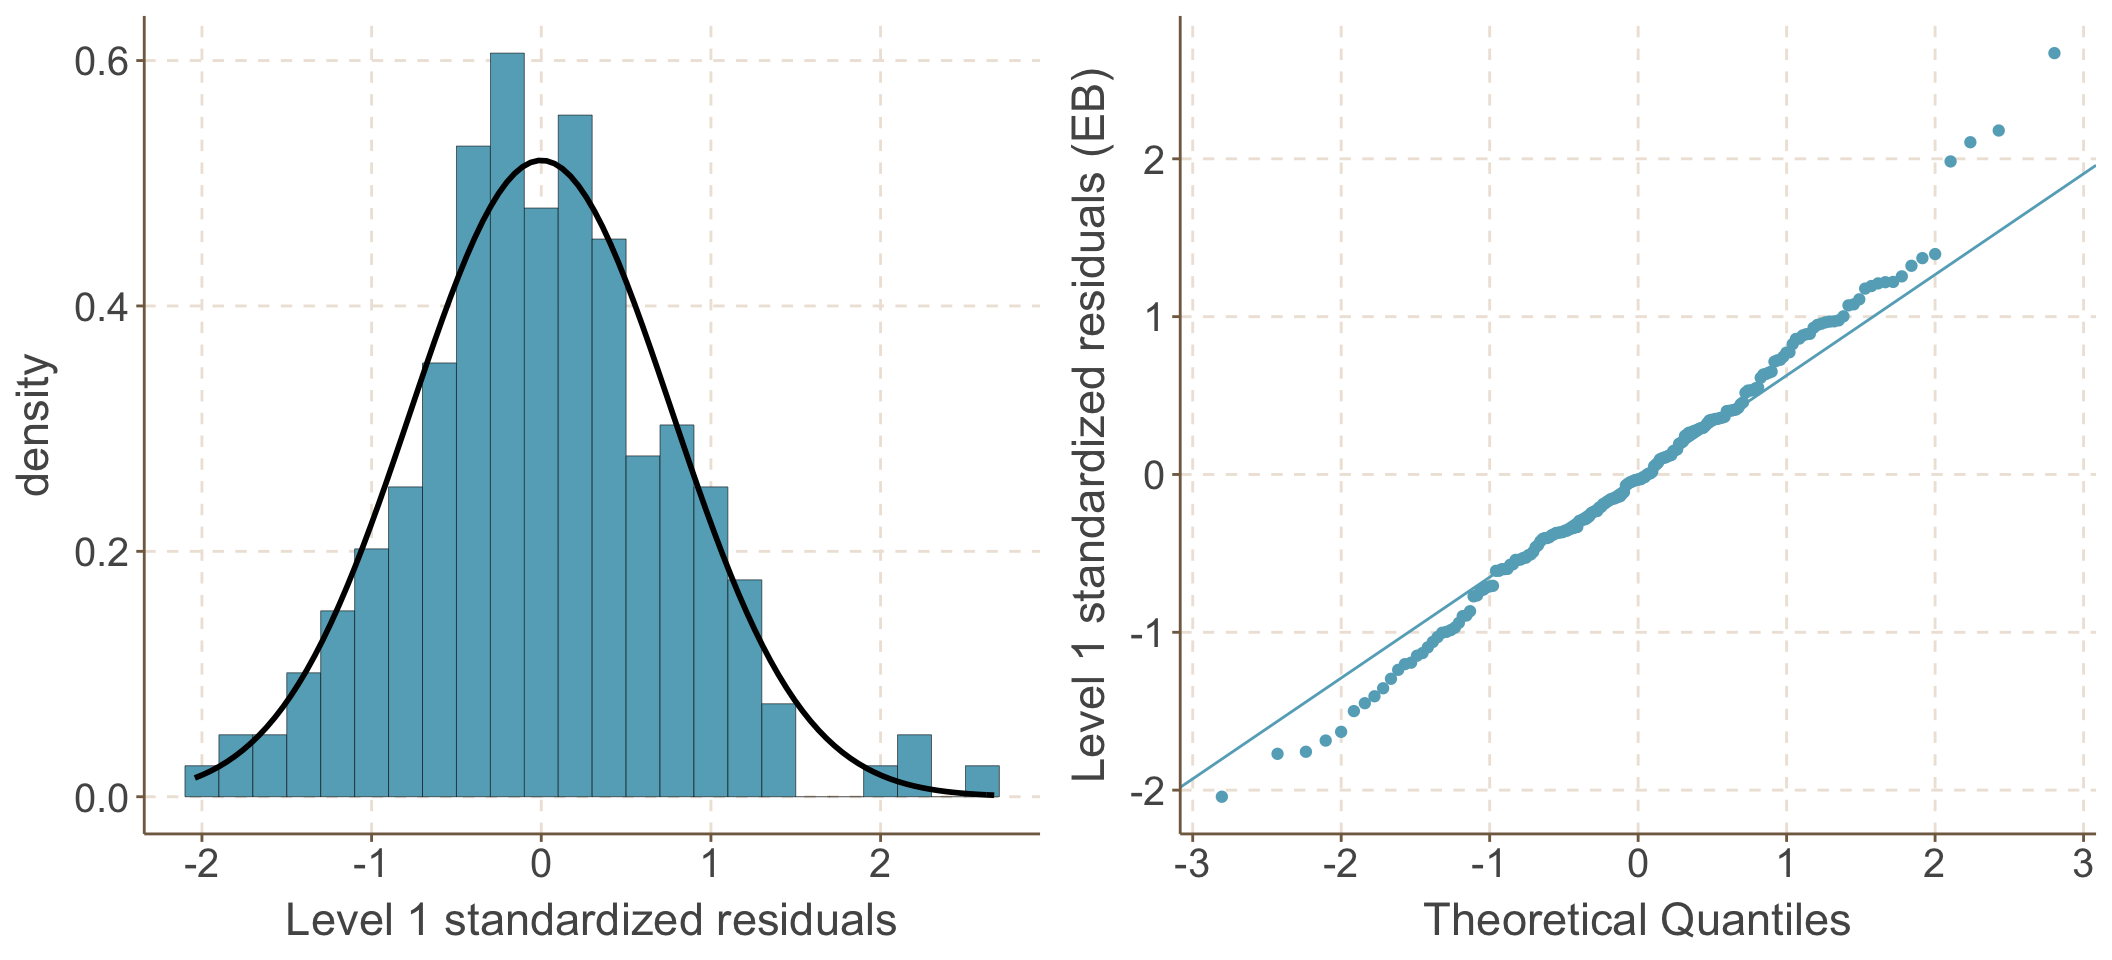 density
0.6
0.4
0.2
0.0
-2 -1 0 1 2
Level 1 standardized residuals
Level 1 standardized residuals (EB)
2
1
0
-1
-2
-3 -2 -1 0 1 2 3
Theoretical Quantiles